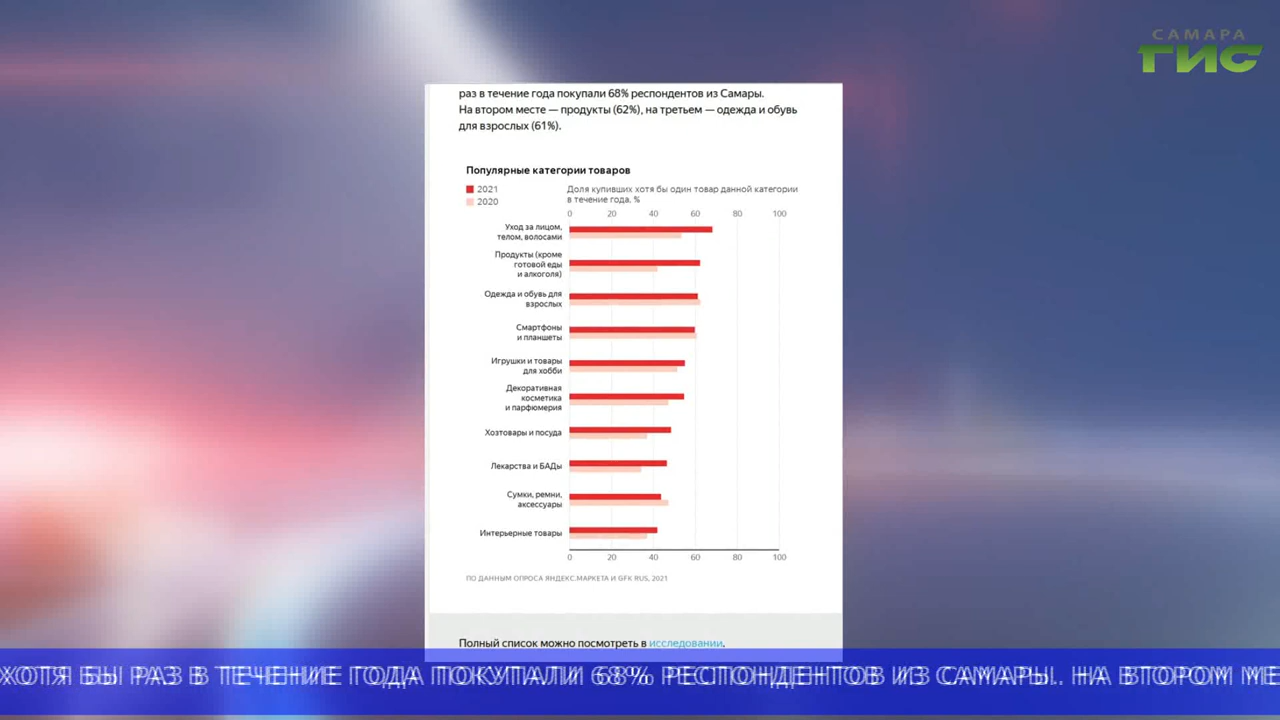 САМАРА
ГИС
раз в течение года покупали 68% респондентов из Самары.
На втором месте — продукты (62%), на третьем — одежда и обувь
для взрослых (61%).
Популярные категории товаров
2021
2020
Доля купивших хотя бы один товар данной категории
в течение года, %
0 20 40 60 80 100
Уход за лицом,
телом, волосами
Продукты (кроме
готовой еды
и алкоголя)
Одежда и обувь для
взрослых
Смартфоны
и планшеты
Игрушки и товары
для хобби
Декоративная
косметика
и парфюмерия
Хозтовары и посуда
Лекарства и БАДы
Сумки, ремни,
аксессуары
Интерьерные товары
0 20 40 60 80 100
ПО ДАННЫМ ОПРОСА ЯНДЕКС.МАРКЕТА И GFK RUS, 2021
Полный список можно посмотреть в исследовании.
ХОТЯ БЫ РАЗ В ТЕЧЕНИЕ ГОДА ПОКУПАЛИ 68% РЕСПОНДЕНТОВ ИЗ САМАРЫ. НА ВТОРОМ МЕ